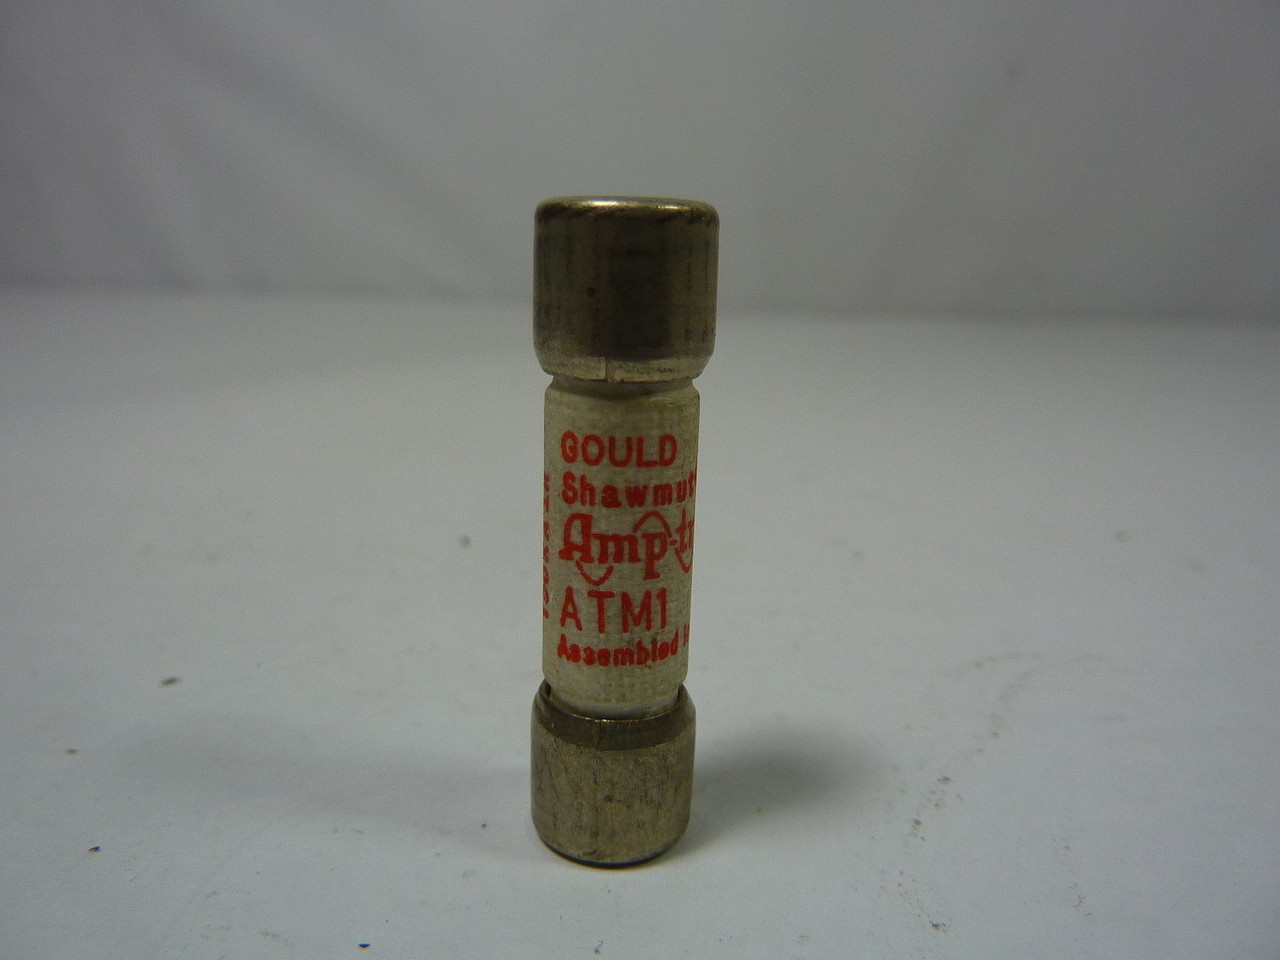 GOULD
Shawmut
Amp-tr
ATM1
Assembled